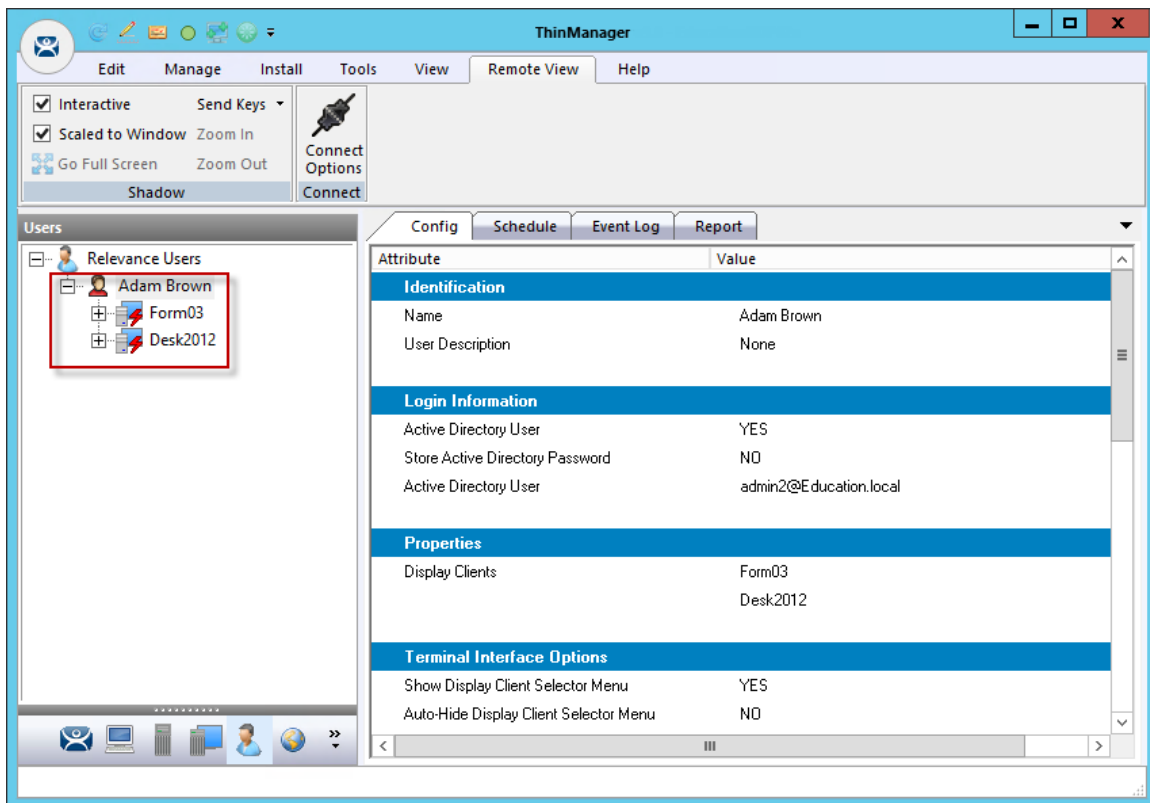 ThinManager
Edit Manage Install Tools View Remote View Help
Interactive Send Keys
Scaled to Window Zoom In
Go Full Screen Zoom Out
Connect Options
Shadow Connect
Users
Config Schedule Event Log Report
Relevance Users
Adam Brown
Form03
Desk2012
Attribute Value
Identification
Name Adam Brown
User Description None
Login Information
Active Directory User YES
Store Active Directory Password NO
Active Directory User admin2@Education.local
Properties
Display Clients Form03
Desk2012
Terminal Interface Options
Show Display Client Selector Menu YES
Auto-Hide Display Client Selector Menu NO